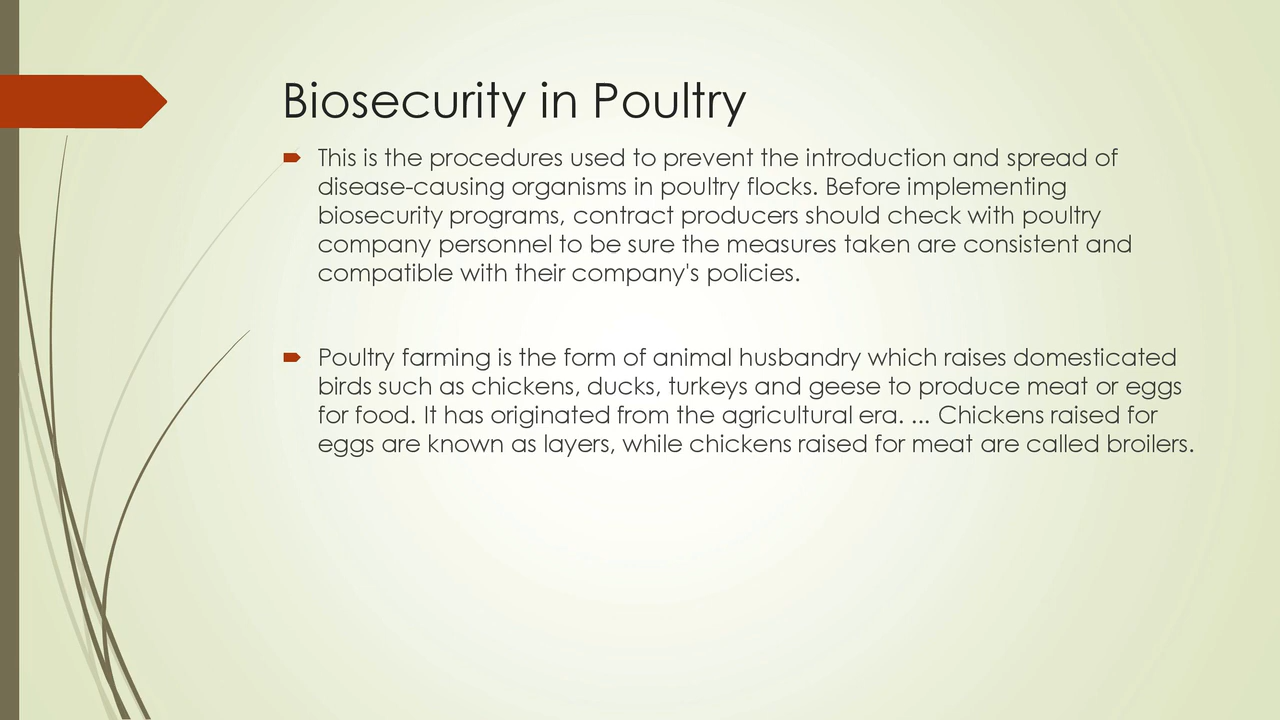 Biosecurity in Poultry
This is the procedures used to prevent the introduction and spread of
disease-causing organisms in poultry flocks. Before implementing
biosecurity programs, contract producers should check with poultry
company personnel to be sure the measures taken are consistent and
compatible with their company's policies.
Poultry farming is the form of animal husbandry which raises domesticated
birds such as chickens, ducks, turkeys and geese to produce meat or eggs
for food. It has originated from the agricultural era. ... Chickens raised for
eggs are known as layers, while chickens raised for meat are called broilers.